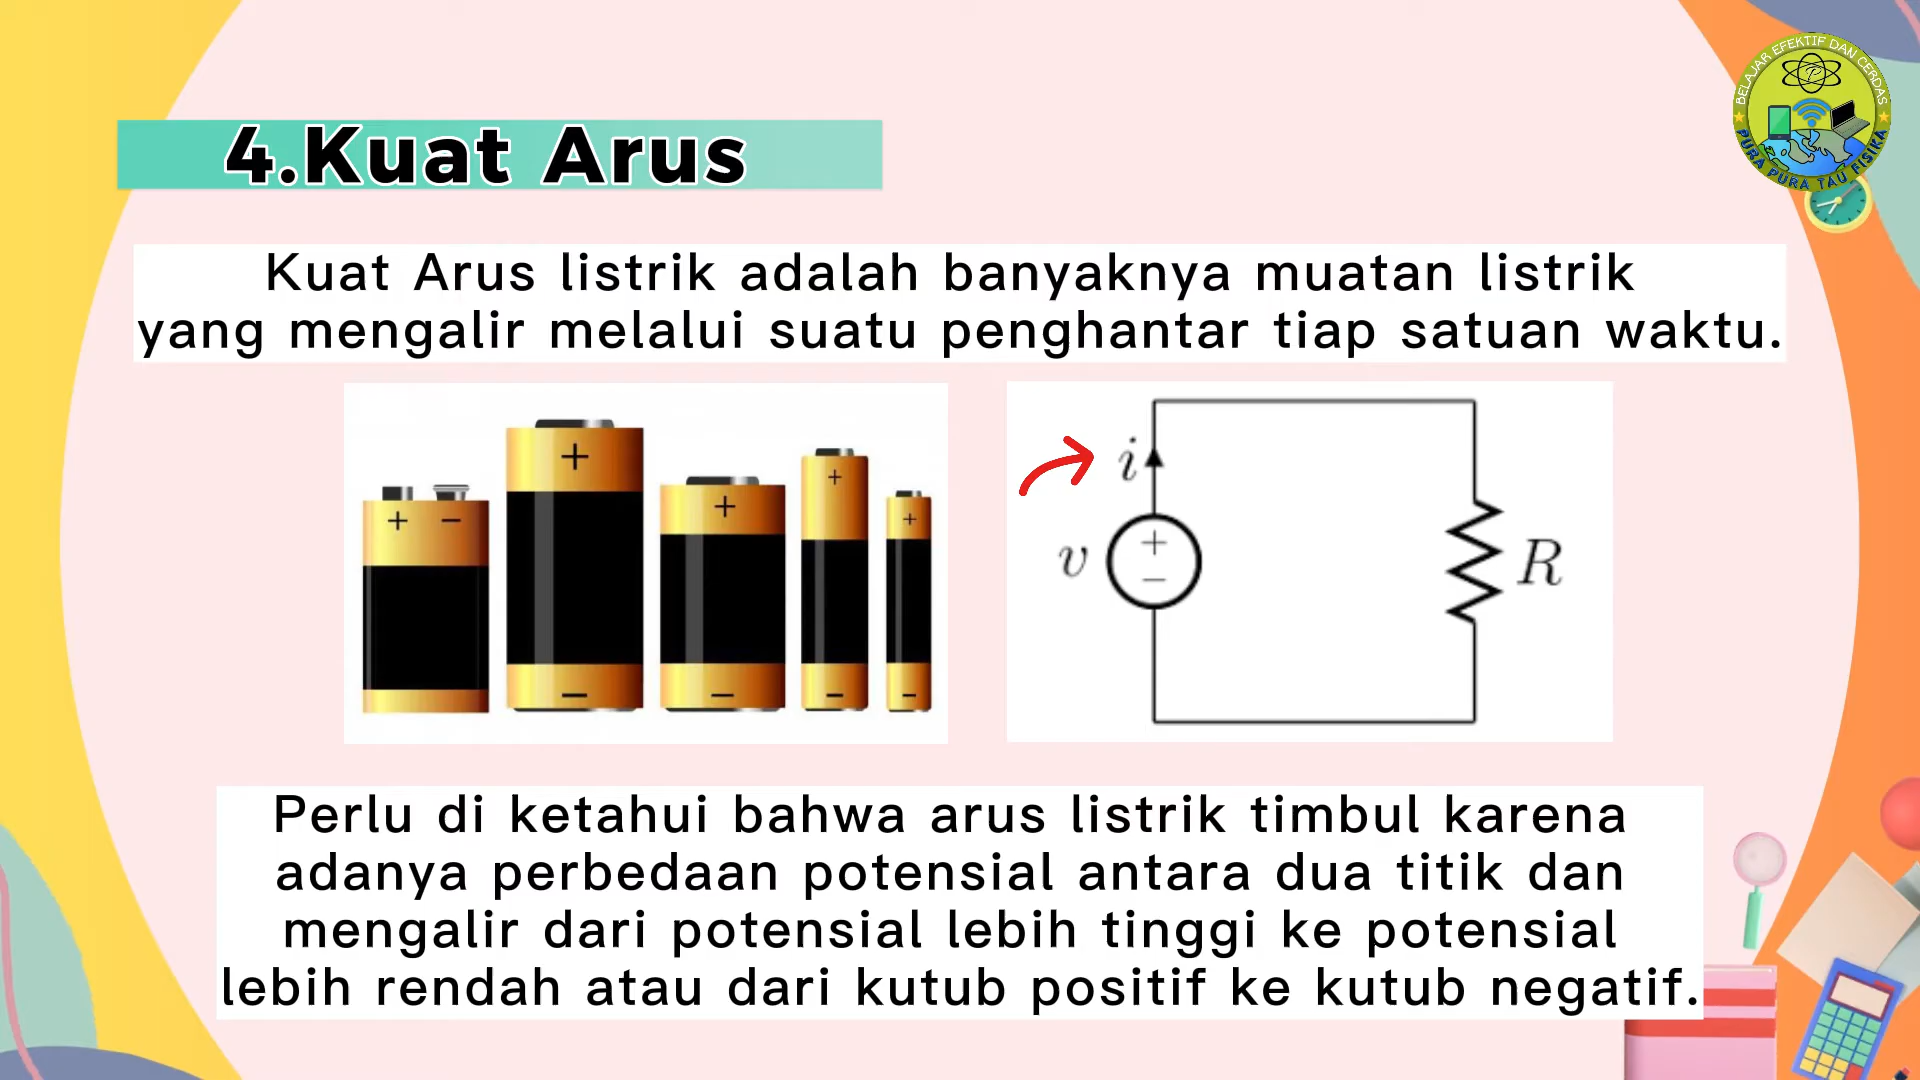 BELAJAR EFEKTIF DAN CERDAS
PURA PURA TAU FISIKA
4.Kuat Arus
Kuat Arus listrik adalah banyaknya muatan listrik
yang mengalir melalui suatu penghantar tiap satuan waktu.
+ −
+
−
+
−
+
−
+
−
i
v
+
−
R
Perlu di ketahui bahwa arus listrik timbul karena
adanya perbedaan potensial antara dua titik dan
mengalir dari potensial lebih tinggi ke potensial
lebih rendah atau dari kutub positif ke kutub negatif.